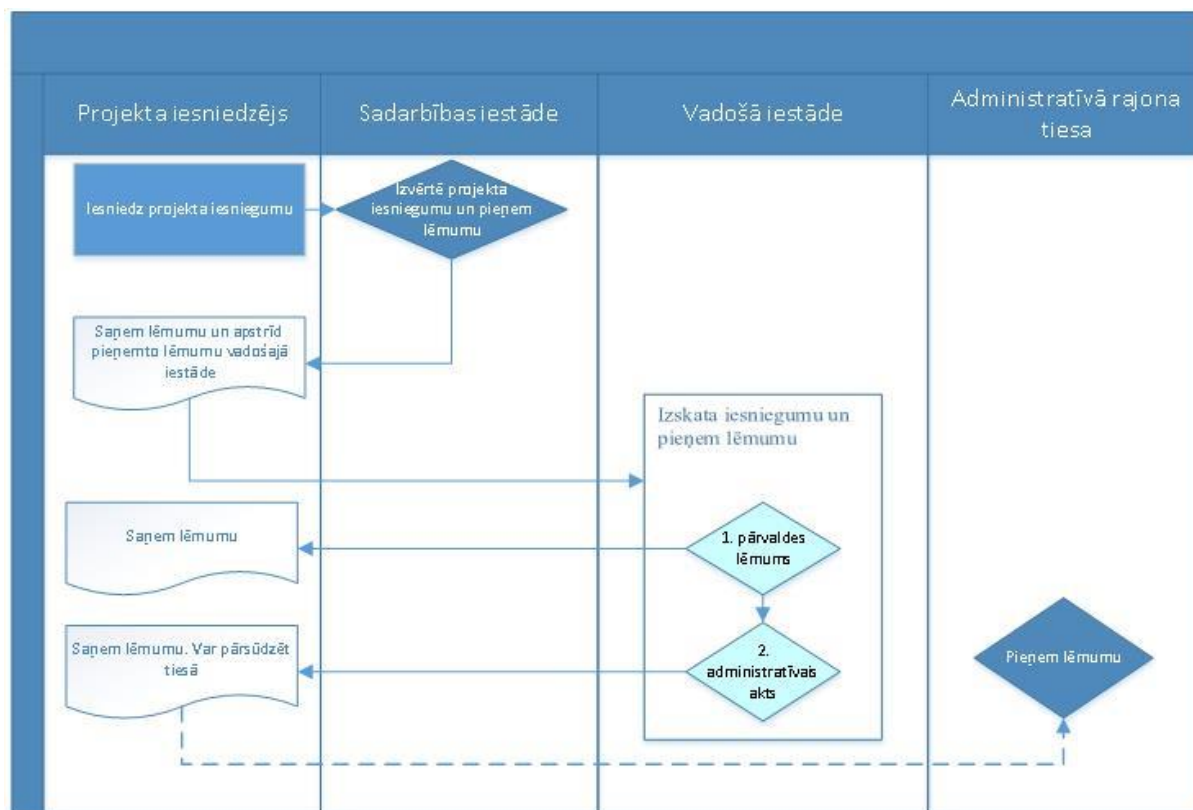 Projekta iesniedzējs
Sadarbības iestāde
Vadošā iestāde
Administratīvā rajona
tiesa
Iesniedz projekta iesniegumu
Izvērtē projekta
iesniegumu un pieņem
lēmumu
Saņem lēmumu un apstrīd
pieņemto lēmumu vadošajā
iestāde
Izskata iesniegumu un
pieņem lēmumu
Saņem lēmumu
1. pārvaldes
lēmums
Saņem lēmumu. Var pārsūdzēt
tiesā
2.
administratīvais
akts
Pieņem lēmumu